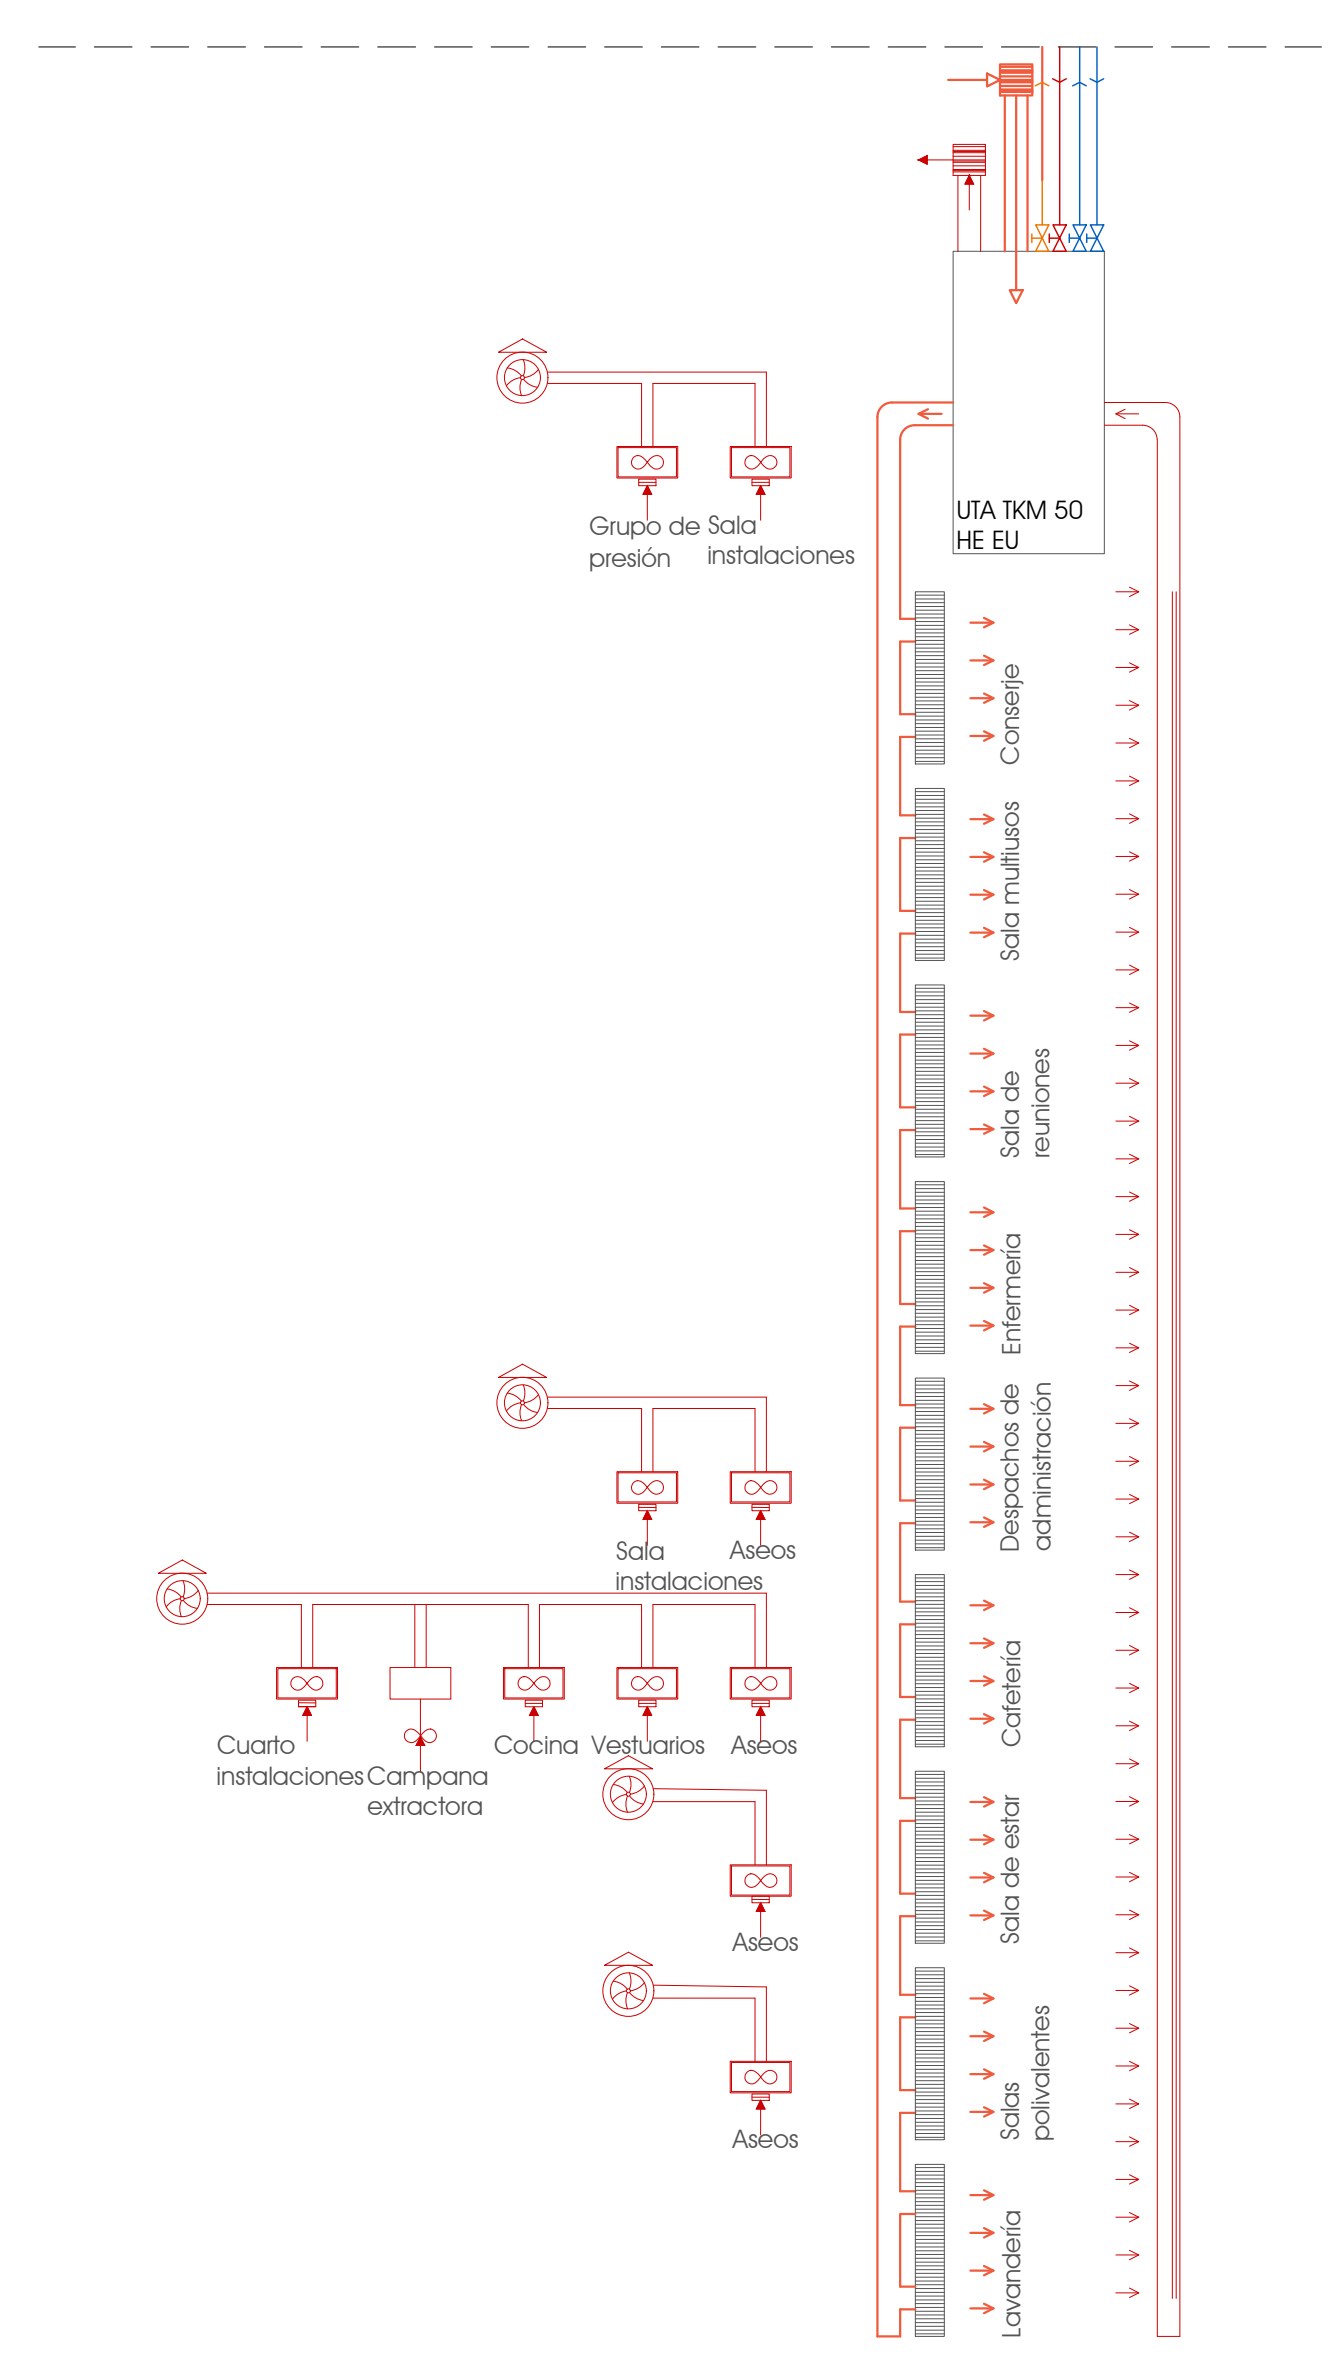 UTA TKM 50
HE EU
Grupo de
presión
Sala
instalaciones
Conserje
Sala multiusos
Sala de
reuniones
Enfermería
Despachos de
administración
Sala
instalaciones
Aseos
Cafetería
Cuarto
instalaciones
Campana
extractora
Cocina
Vestuarios
Aseos
Sala de estar
Aseos
Salas
polivalentes
Aseos
Lavandería